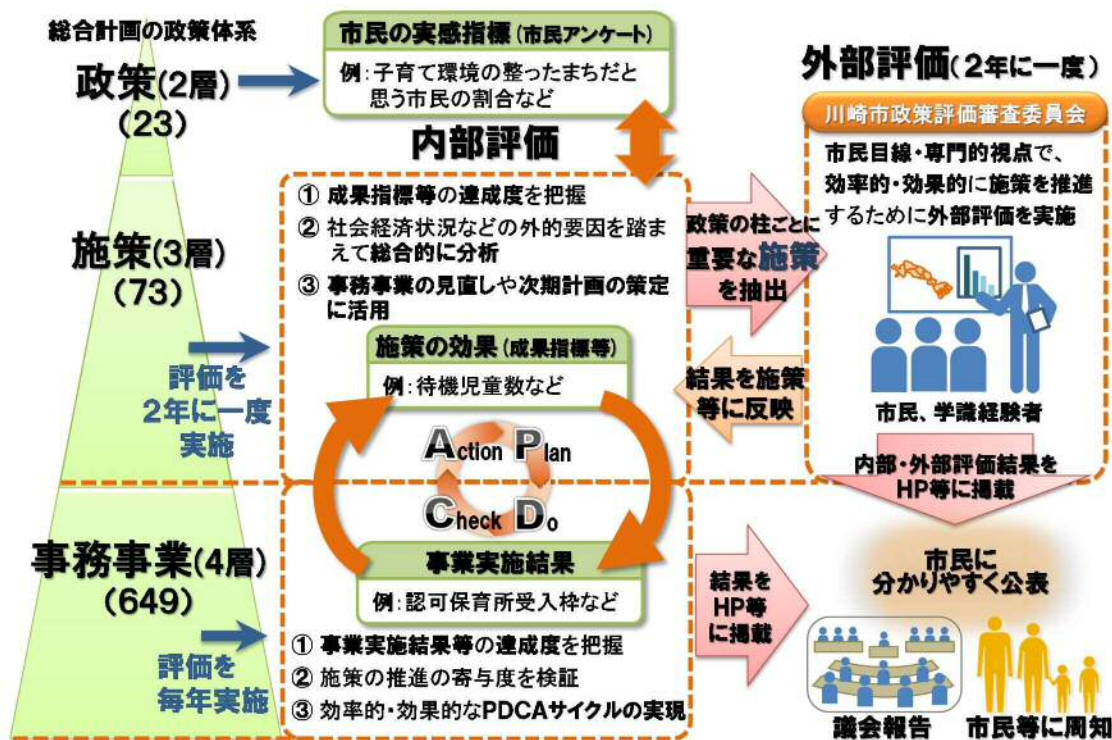 総合計画の政策体系
政策(2層)
(23)
市民の実感指標(市民アンケート)
例:子育て環境の整ったまちだと
思う市民の割合など
内部評価
① 成果指標等の達成度を把握
② 社会経済状況などの外的要因を踏ま
えて総合的に分析
③ 事務事業の見直しや次期計画の策定
に活用
施策(3層)
(73)
評価を
2年に一度
実施
施策の効果(成果指標等)
例:待機児童数など
Action Plan
Check Do
事業実施結果
例:認可保育所受入枠など
事務事業(4層)
(649)
評価を
毎年実施
① 事業実施結果等の達成度を把握
② 施策の推進の寄与度を検証
③ 効率的・効果的なPDCAサイクルの実現
政策の柱ごとに
重要な施策
を抽出
結果を施策
等に反映
外部評価(2年に一度)
川崎市政策評価審査委員会
市民目線・専門的視点で、
効率的・効果的に施策を推進
するために外部評価を実施
市民、学識経験者
内部・外部評価結果を
HP等に掲載
結果を
HP等
に掲載
市民に
分かりやすく公表
議会報告
市民等に周知